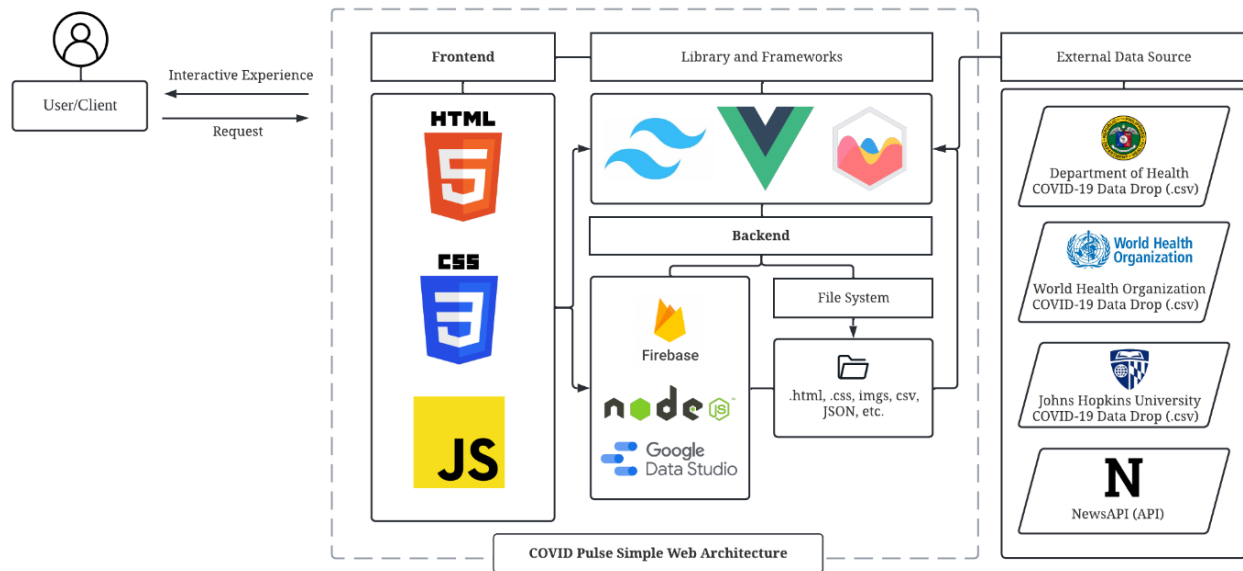 User/Client
Interactive Experience
Request
Frontend
Library and Frameworks
External Data Source
HTML
5
CSS
3
JS
Backend
File System
Firebase
node
JS
™
Google
Data Studio
.html, .css, imgs, csv,
JSON, etc.
Department of Health
COVID-19 Data Drop (.csv)
World Health
Organization
World Health Organization
COVID-19 Data Drop (.csv)
Johns Hopkins University
COVID-19 Data Drop (.csv)
N
NewsAPI (API)
COVID Pulse Simple Web Architecture